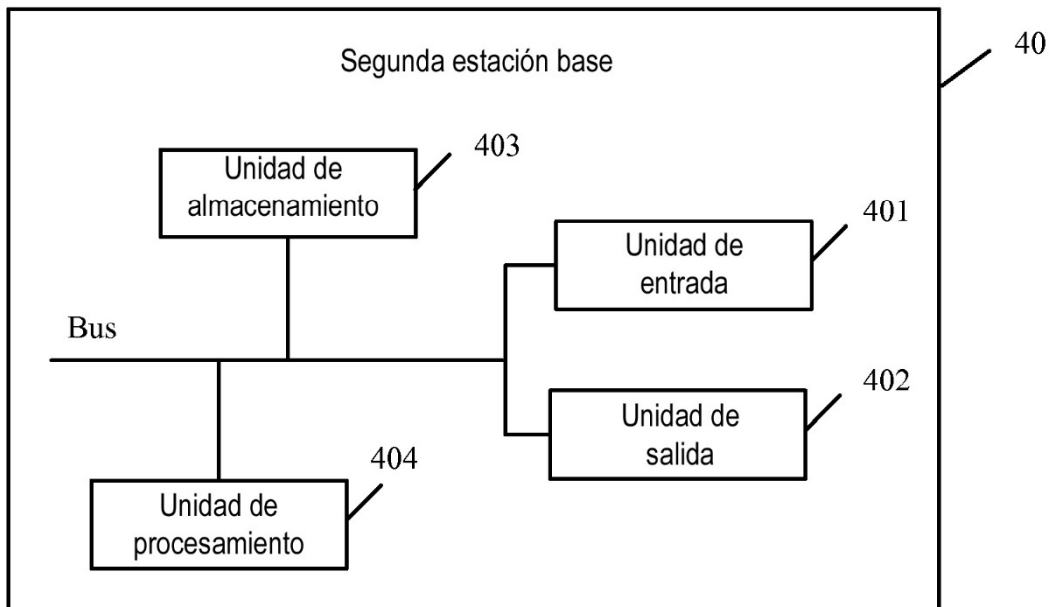 Segunda estación base
40
Unidad de
almacenamiento
403
Unidad de
entrada
401
Bus
Unidad de
salida
402
Unidad de
procesamiento
404